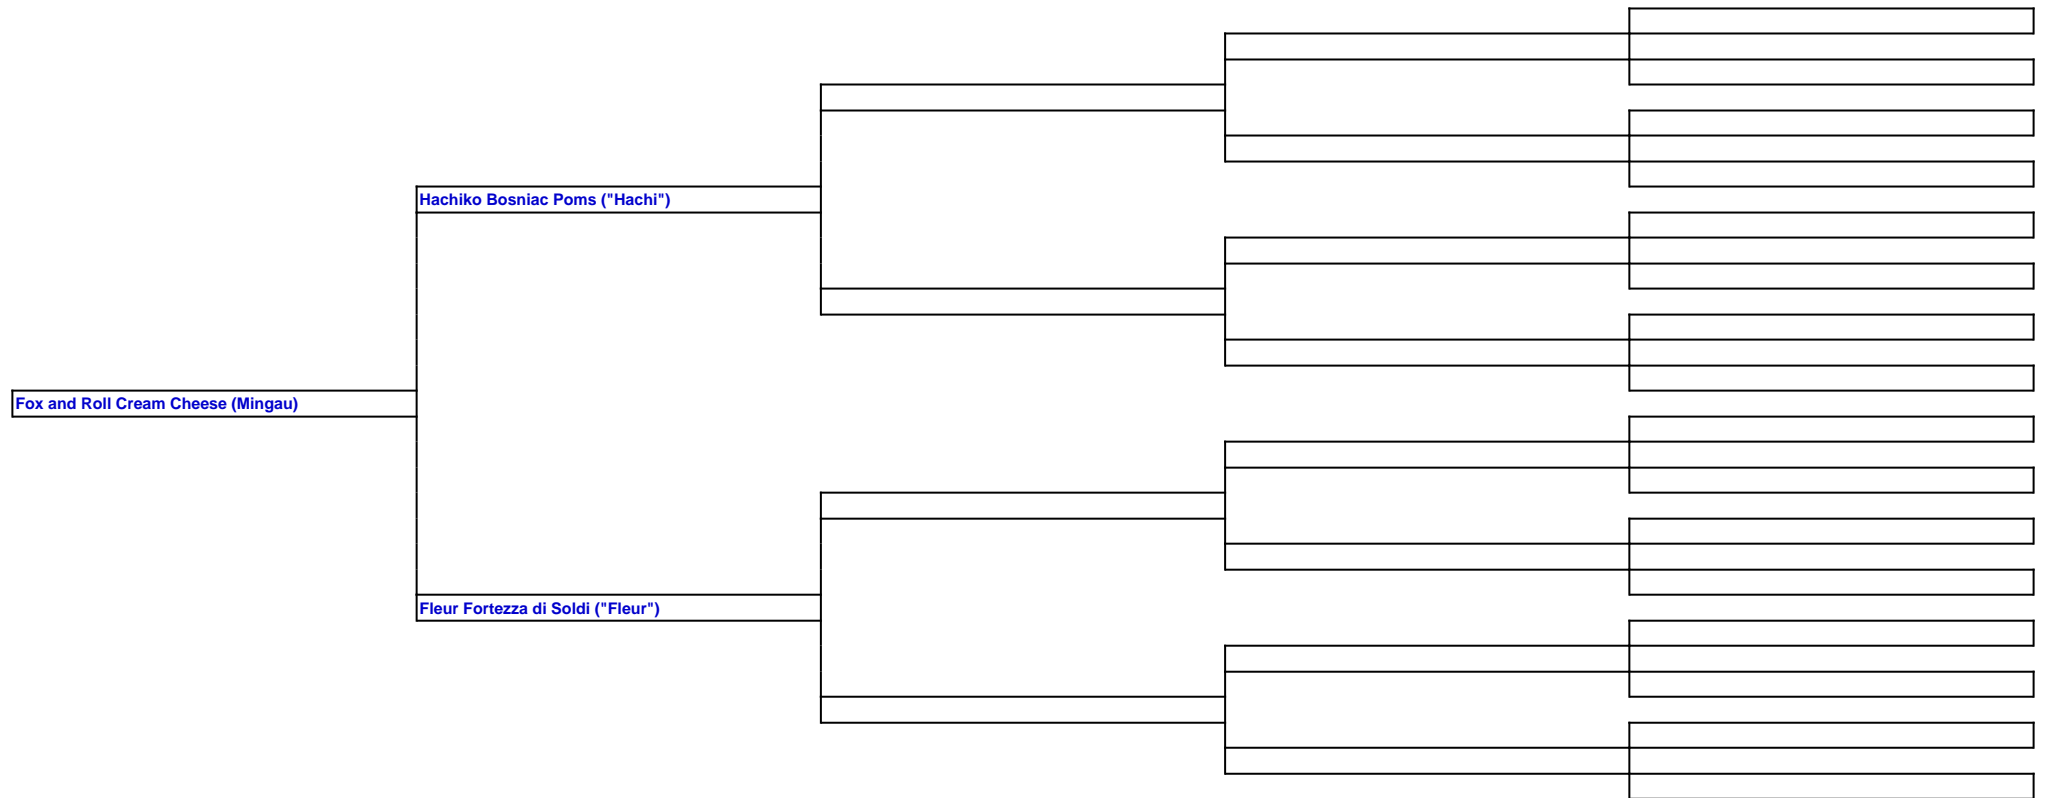 Hachiko Bosniac Poms ("Hachi")
Fox and Roll Cream Cheese (Mingau)
Fleur Fortezza di Soldi ("Fleur")